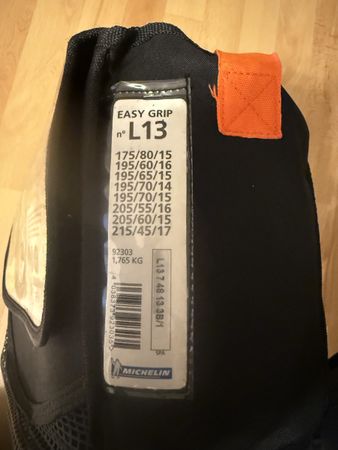 EASY GRIP
n° L13
175/80/15
195/60/16
195/65/15
195/70/14
195/70/15
205/55/16
205/60/15
215/45/17
92303
1,765 KG
L13 7 48 13 3B/1
MICHELIN